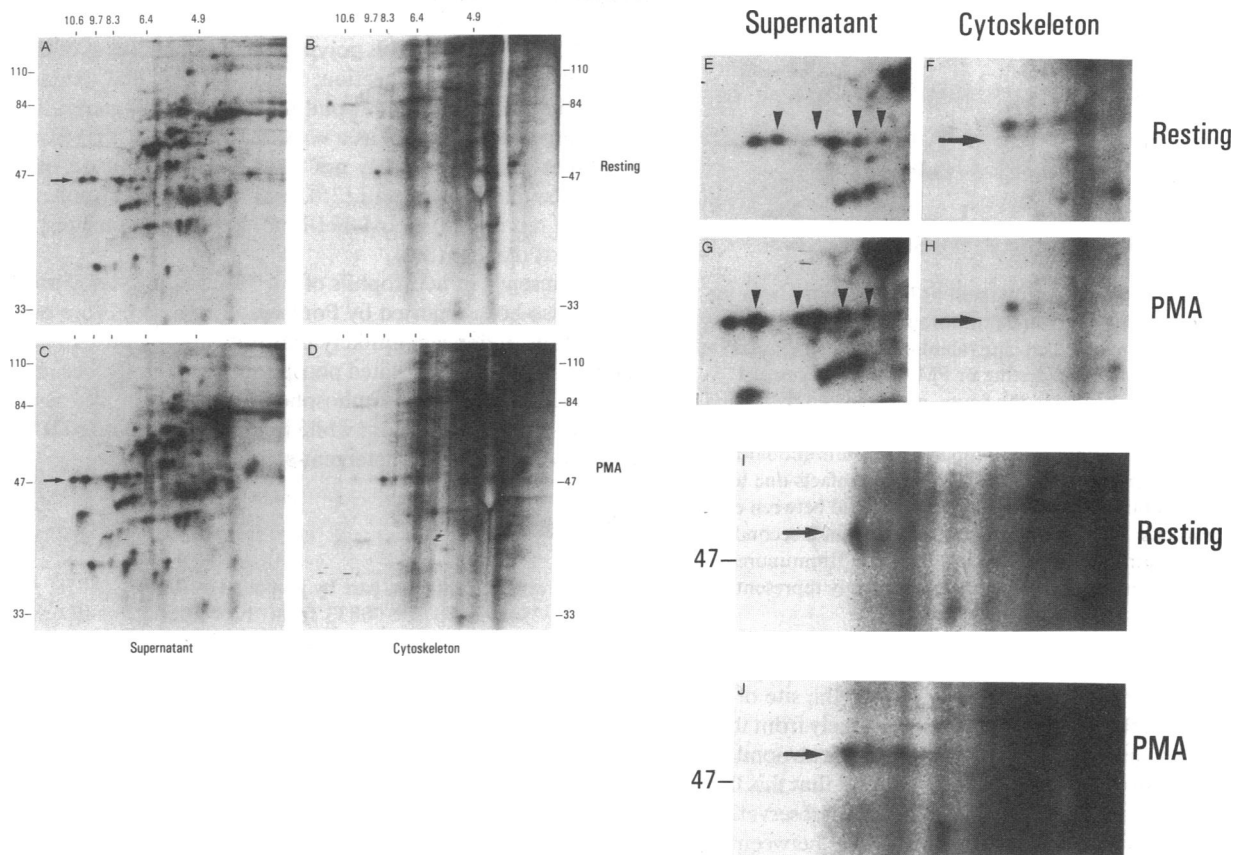 10.6 9.7 8.3 6.4 4.9
10.6 9.7 8.3 6.4 4.9
A
110–
84–
47–
33–
B
–110
–84
–47
–33
Resting
C
110–
84–
47–
33–
D
–110
–84
–47
–33
PMA
Supernatant
Cytoskeleton
Supernatant Cytoskeleton
E
F
Resting
G
H
PMA
I
47–
Resting
J
47–
PMA